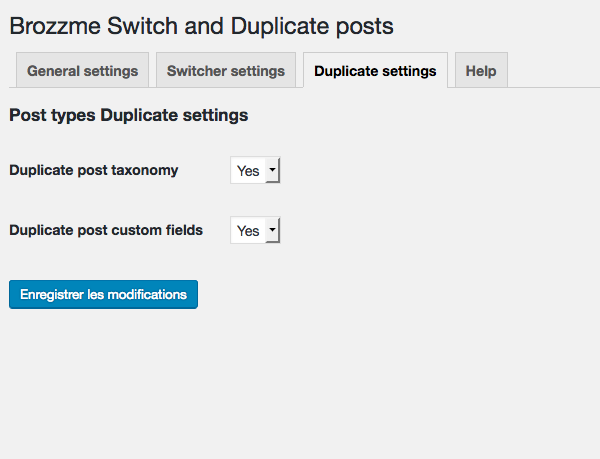 Brozzme Switch and Duplicate posts
General settings Switcher settings Duplicate settings Help
Post types Duplicate settings
Duplicate post taxonomy Yes
Duplicate post custom fields Yes
Enregistrer les modifications